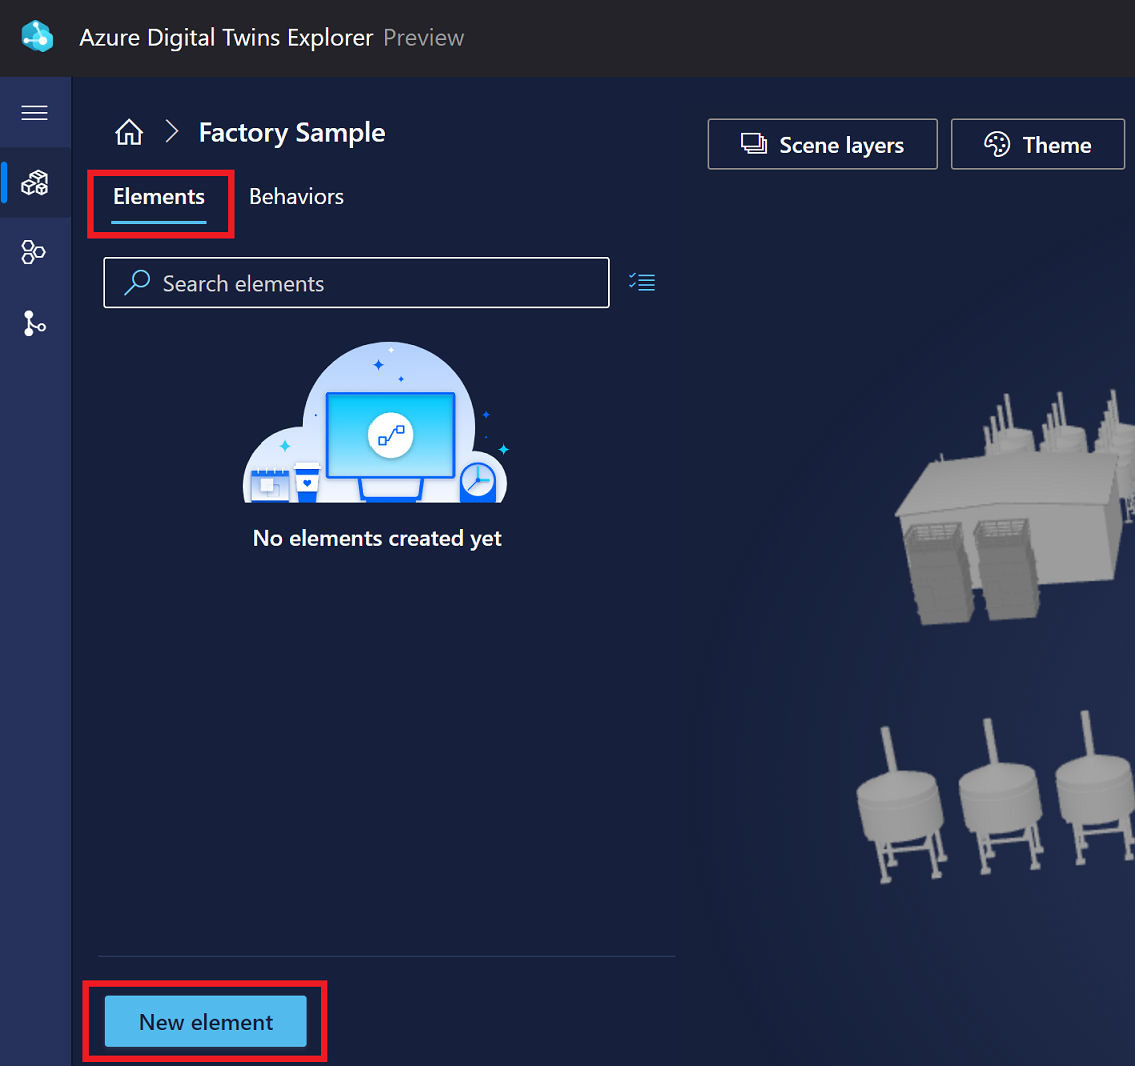 Azure Digital Twins Explorer Preview
Factory Sample
Scene layers
Theme
Elements
Behaviors
Search elements
No elements created yet
New element